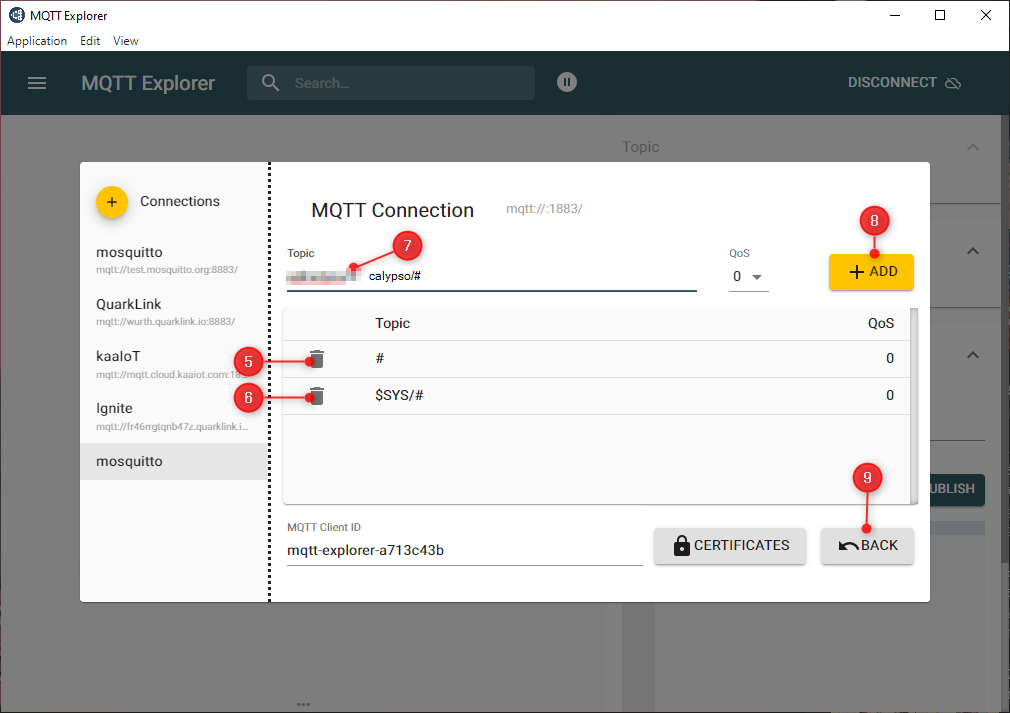 MQTT Explorer
Application Edit View
MQTT Explorer Search... DISCONNECT
Topic
Connections
mosquitto
mqtt://test.mosquitto.org:8883/
QuarkLink
mqtt://wurth.quarklink.io:8883/
kaaIoT
mqtt://mqtt.cloud.kaaiot.com:18
Ignite
mqtt://fr46rrgtqnb47z.quarklink.i...
mosquitto
MQTT Connection mqtt://:1883/
8
7
Topic QoS
calypso/# 0 ADD
Topic QoS
5 # 0
6 $SYS/# 0
9
UBLISH
MQTT Client ID
mqtt-explorer-a713c43b CERTIFICATES BACK